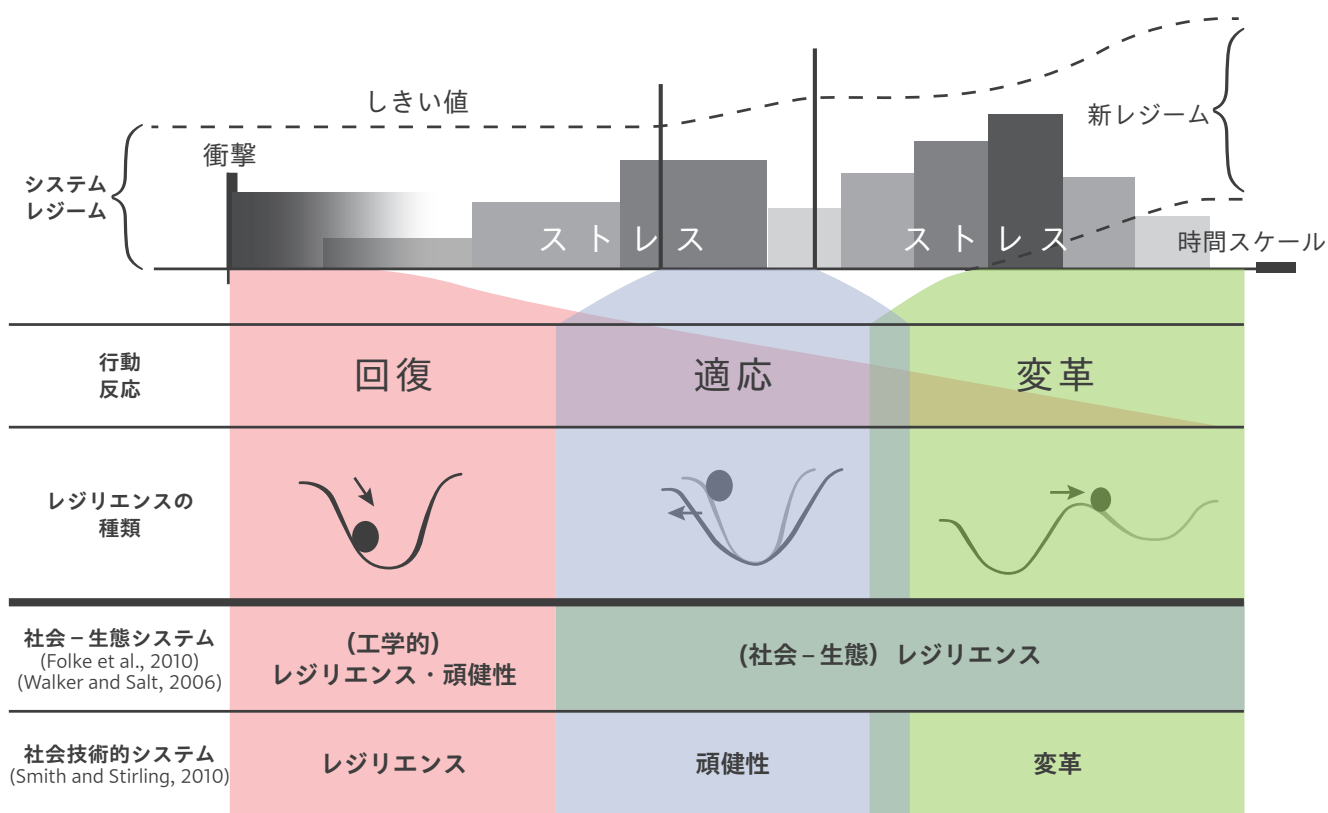 しきい値
新レジーム
衝撃
システム
レジーム
ストレス
ストレス
時間スケール
行動
反応
回復
適応
変革
レジリエンスの
種類
社会–生態システム
(Folke et al., 2010)
(Walker and Salt, 2006)
(工学的)
レジリエンス・頑健性
(社会–生態) レジリエンス
社会技術的システム
(Smith and Stirling, 2010)
レジリエンス
頑健性
変革